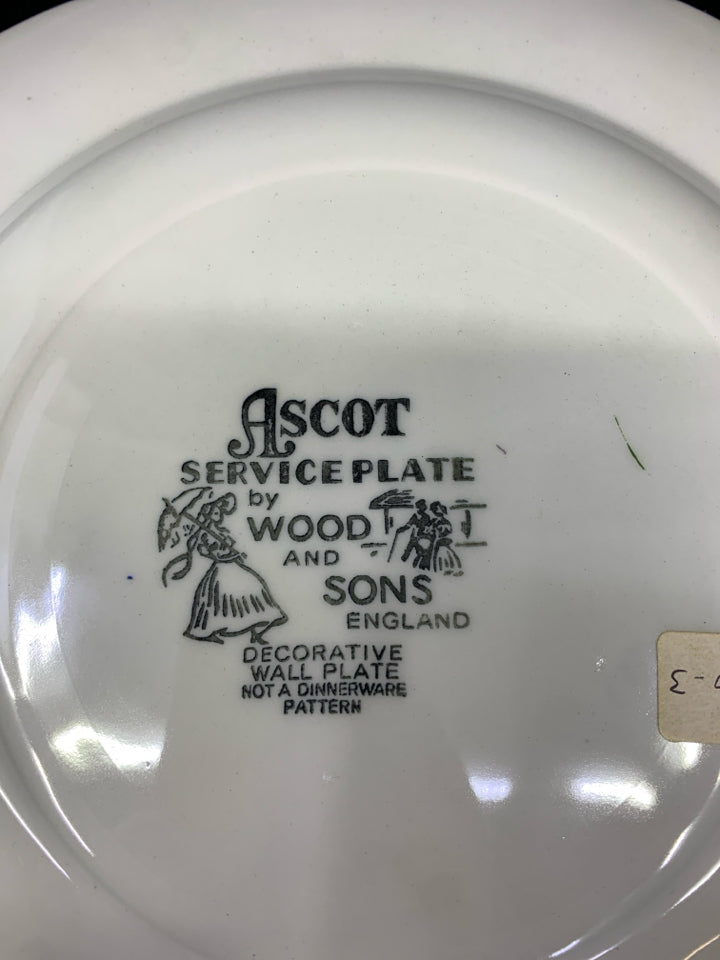 ASCOT
SERVICE PLATE
by
WOOD
AND
SONS
ENGLAND
DECORATIVE
WALL PLATE
NOT A DINNERWARE
PATTERN